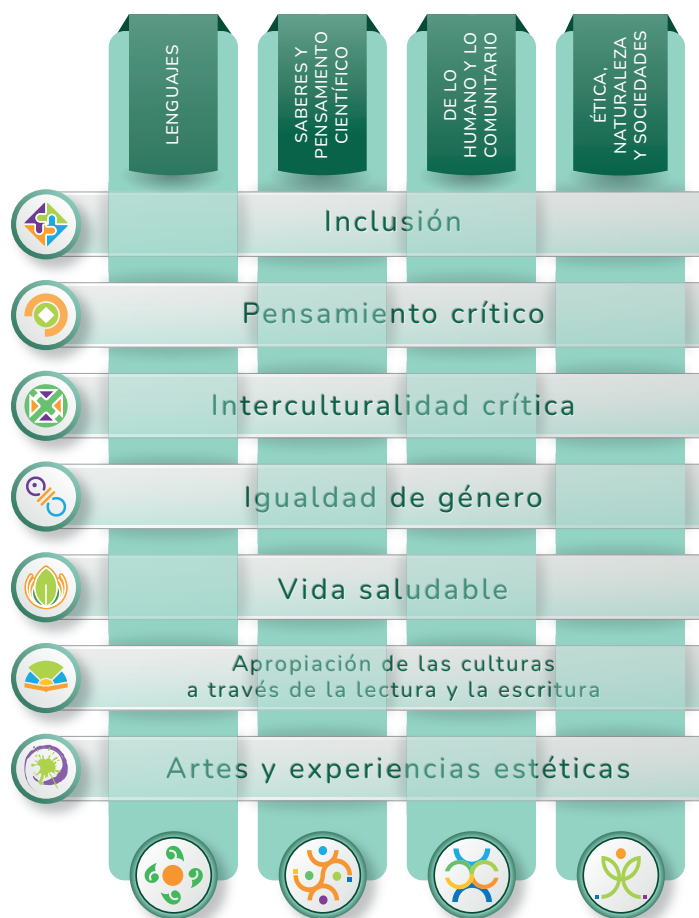 LENGUAJES
SABERES Y
PENSAMIENTO
CIENTÍFICO
DE LO
HUMANO Y LO
COMUNITARIO
ÉTICA,
NATURALEZA
Y SOCIEDADES
Inclusión
Pensamiento crítico
Interculturalidad crítica
Igualdad de género
Vida saludable
Apropiación de las culturas
a través de la lectura y la escritura
Artes y experiencias estéticas